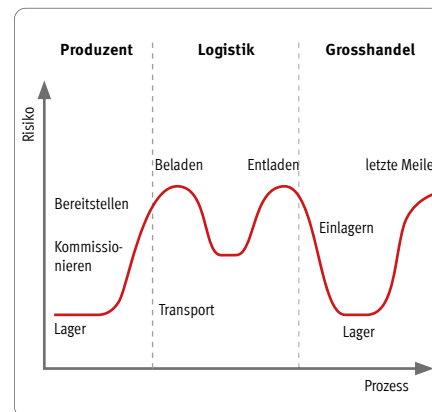 Produzent Logistik Grosshandel
Risiko
Beladen Entladen letzte Meile
Bereitstellen
Einlagern
Kommissio-
nieren
Transport
Lager
Lager
Prozess